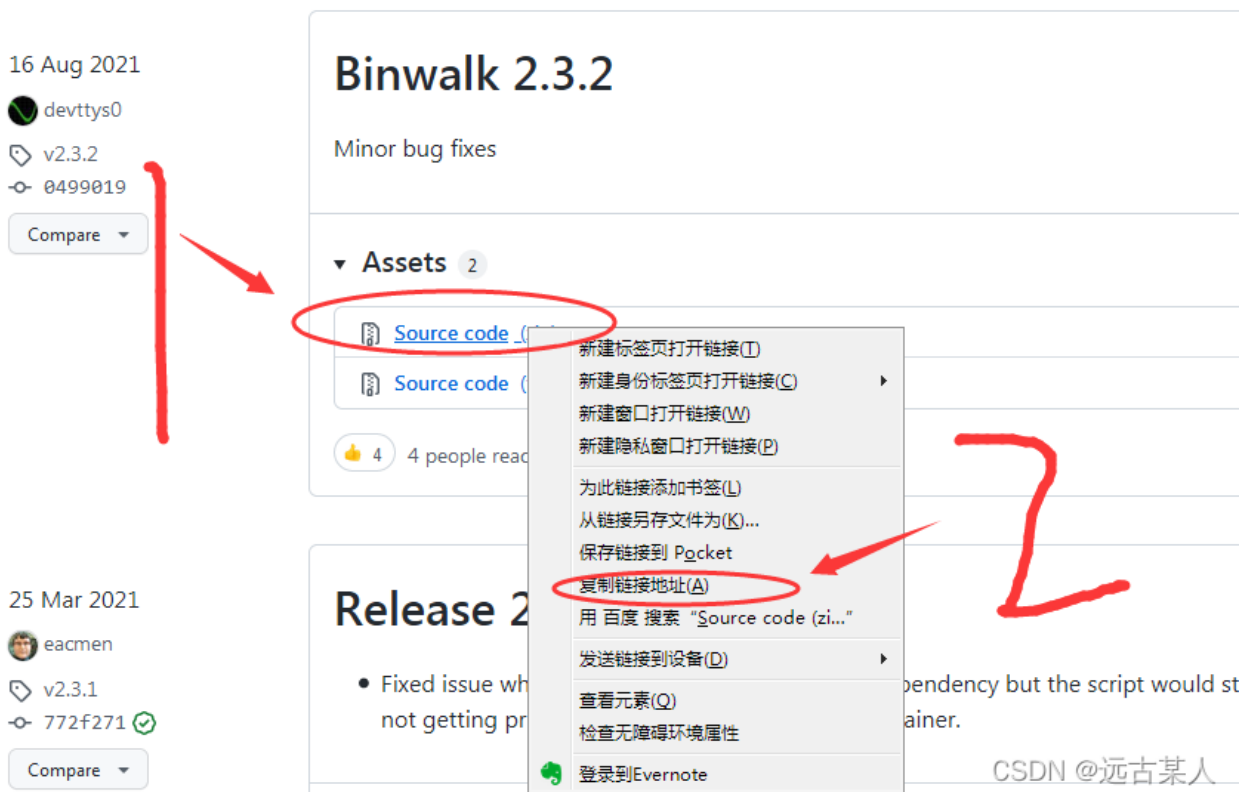 16 Aug 2021
devttys0
v2.3.2
0499019
Compare
Binwalk 2.3.2
Minor bug fixes
Assets 2
Source code
Source code
4
4 people
新建标签页打开链接(T)
新建身份标签页打开链接(C)
新建窗口打开链接(W)
新建隐私窗口打开链接(P)
为此链接添加书签(L)
从链接另存文件为(K)...
保存链接到 Pocket
复制链接地址(A)
用 百度 搜索 “Source code (zi...”
发送链接到设备(D)
查看元素(Q)
检查无障碍环境属性
登录到Evernote
1
2
25 Mar 2021
eacmen
v2.3.1
772f271
Compare
Release 2
Fixed issue wh
pendency but the script would st
not getting pr
ainer.
CSDN @远古某人